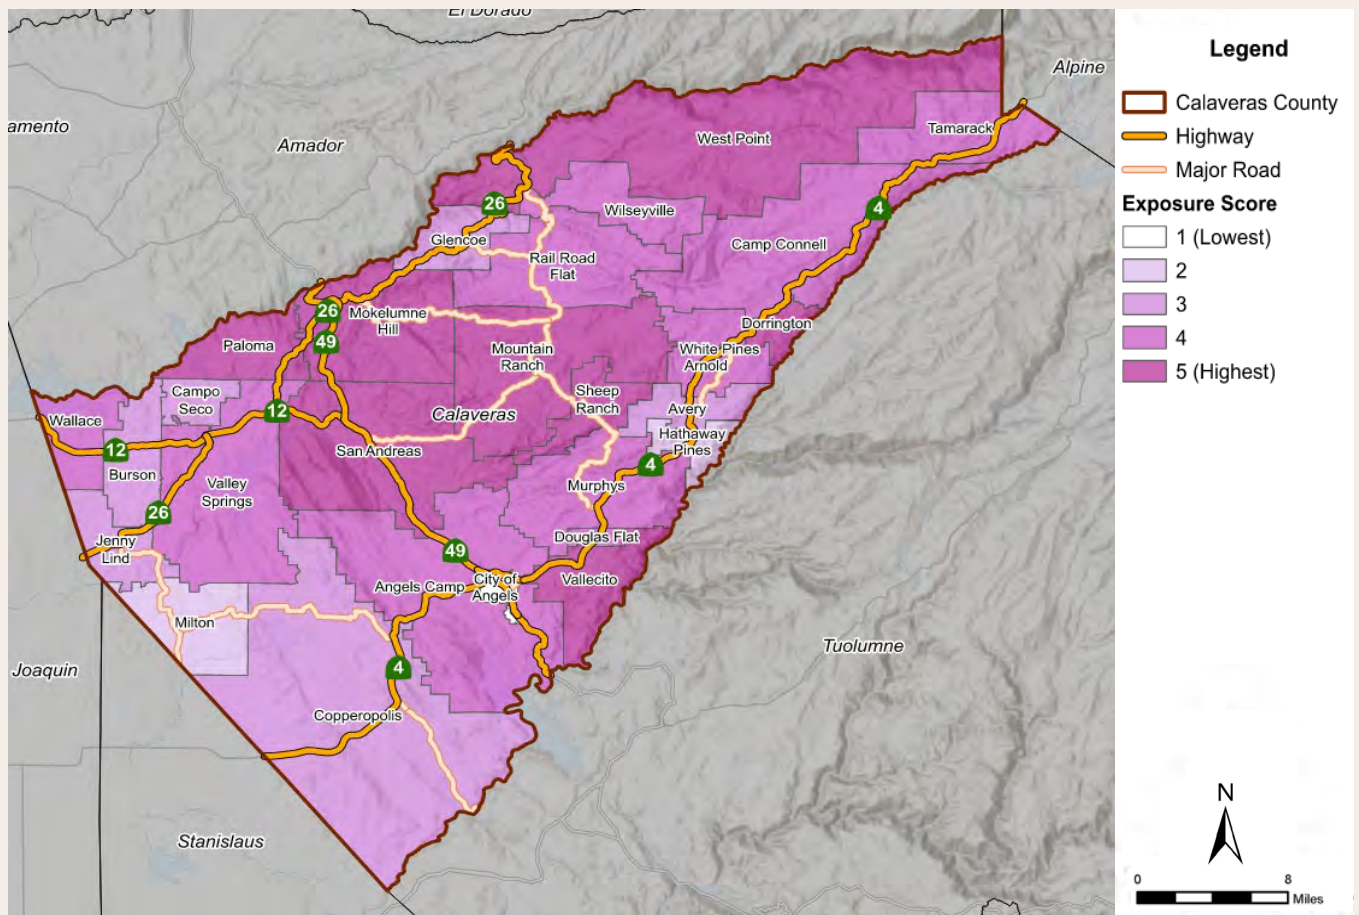 El Dorado
Alpine
amento
Amador
Tamarack
West Point
26
4
Wilseyville
Glencoe
Camp Connell
Rail Road
Flat
26
Mokelumne
Hill
Dorrington
49
Paloma
Mountain
Ranch
White Pines
Arnold
Campo
Seco
Sheep
Ranch
12
Calaveras
Avery
Wallace
Hathaway
Pines
12
San Andreas
4
Burson
Valley
Springs
Murphys
26
Jenny
Lind
Douglas Flat
49
Angels Camp
City of
Angels
Vallecito
Milton
Tuolumne
Joaquin
4
Copperopolis
Stanislaus
Legend
Calaveras County
Highway
Major Road
Exposure Score
1 (Lowest)
2
3
4
5 (Highest)
N
0 8
Miles